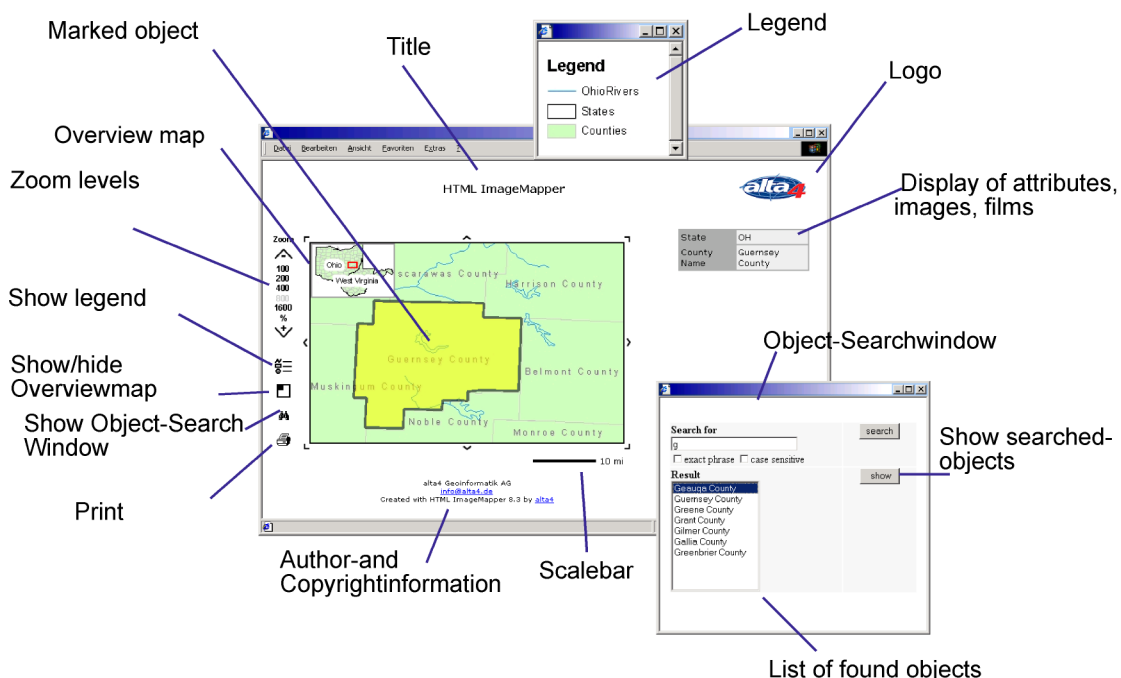 Marked object
Title
Legend
Logo
Overview map
Zoom levels
Show legend
Show/hide
Overviewmap
Show Object-Search
Window
Print
Legend
OhioRivers
States
Counties
Datei Bearbeiten Ansicht Favoriten Extras ?
HTML ImageMapper
alta4
Display of attributes,
images, films
State OH
County Guernsey
Name County
Zoom
100
200
400
800
1600
%
Ohio
West Virginia
scarawas County
Harrison County
Guernsey County
Belmont County
Muskingum County
Noble County
Monroe County
10 mi
alta4 Geoinformatik AG
info@alta4.de
Created with HTML ImageMapper 8.3 by alta4
Author-and
Copyrightinformation
Scalebar
Object-Searchwindow
Search for
search
g
exact phrase case sensitive
Result
show
Geauga County
Guernsey County
Greene County
Grant County
Gilmer County
Gallia County
Greenbrier County
Show searched-
objects
List of found objects